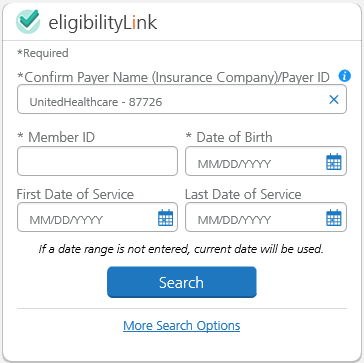 eligibilityLink
*Required
*Confirm Payer Name (Insurance Company)/Payer ID
UnitedHealthcare - 87726
* Member ID * Date of Birth
MM/DD/YYYY
First Date of Service Last Date of Service
MM/DD/YYYY MM/DD/YYYY
If a date range is not entered, current date will be used.
Search
More Search Options